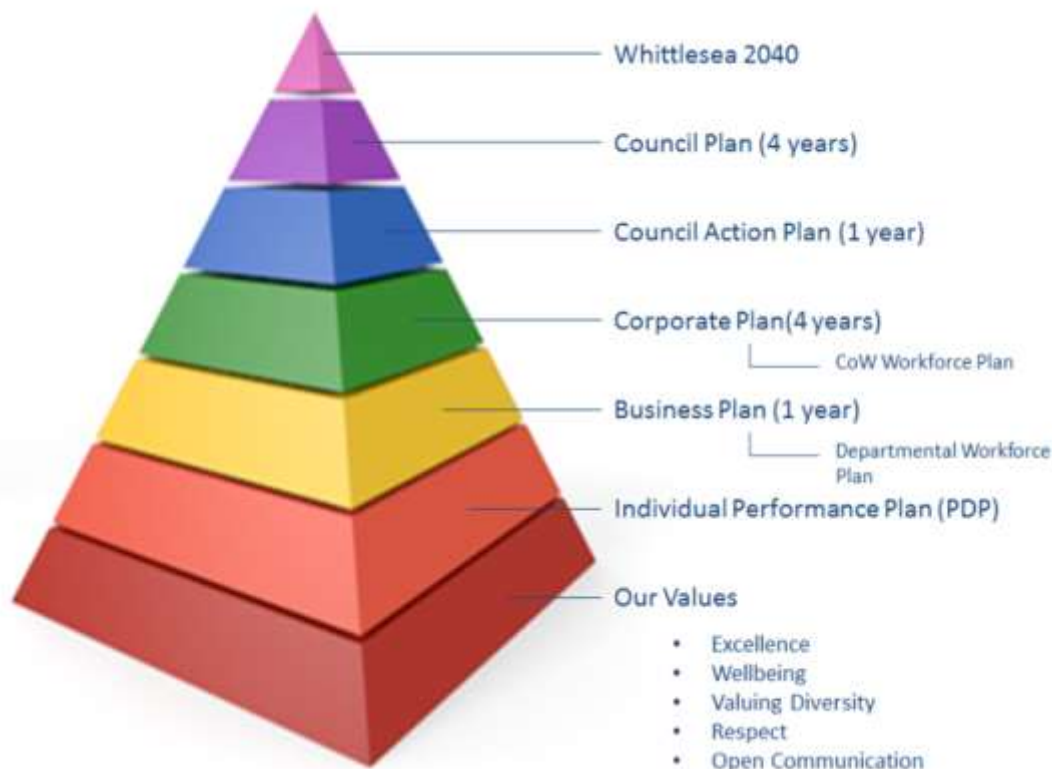 Whittlesea 2040
Council Plan (4 years)
Council Action Plan (1 year)
Corporate Plan(4 years)
CoW Workforce Plan
Business Plan (1 year)
Departmental Workforce
Plan
Individual Performance Plan (PDP)
Our Values
• Excellence
• Wellbeing
• Valuing Diversity
• Respect
• Open Communication